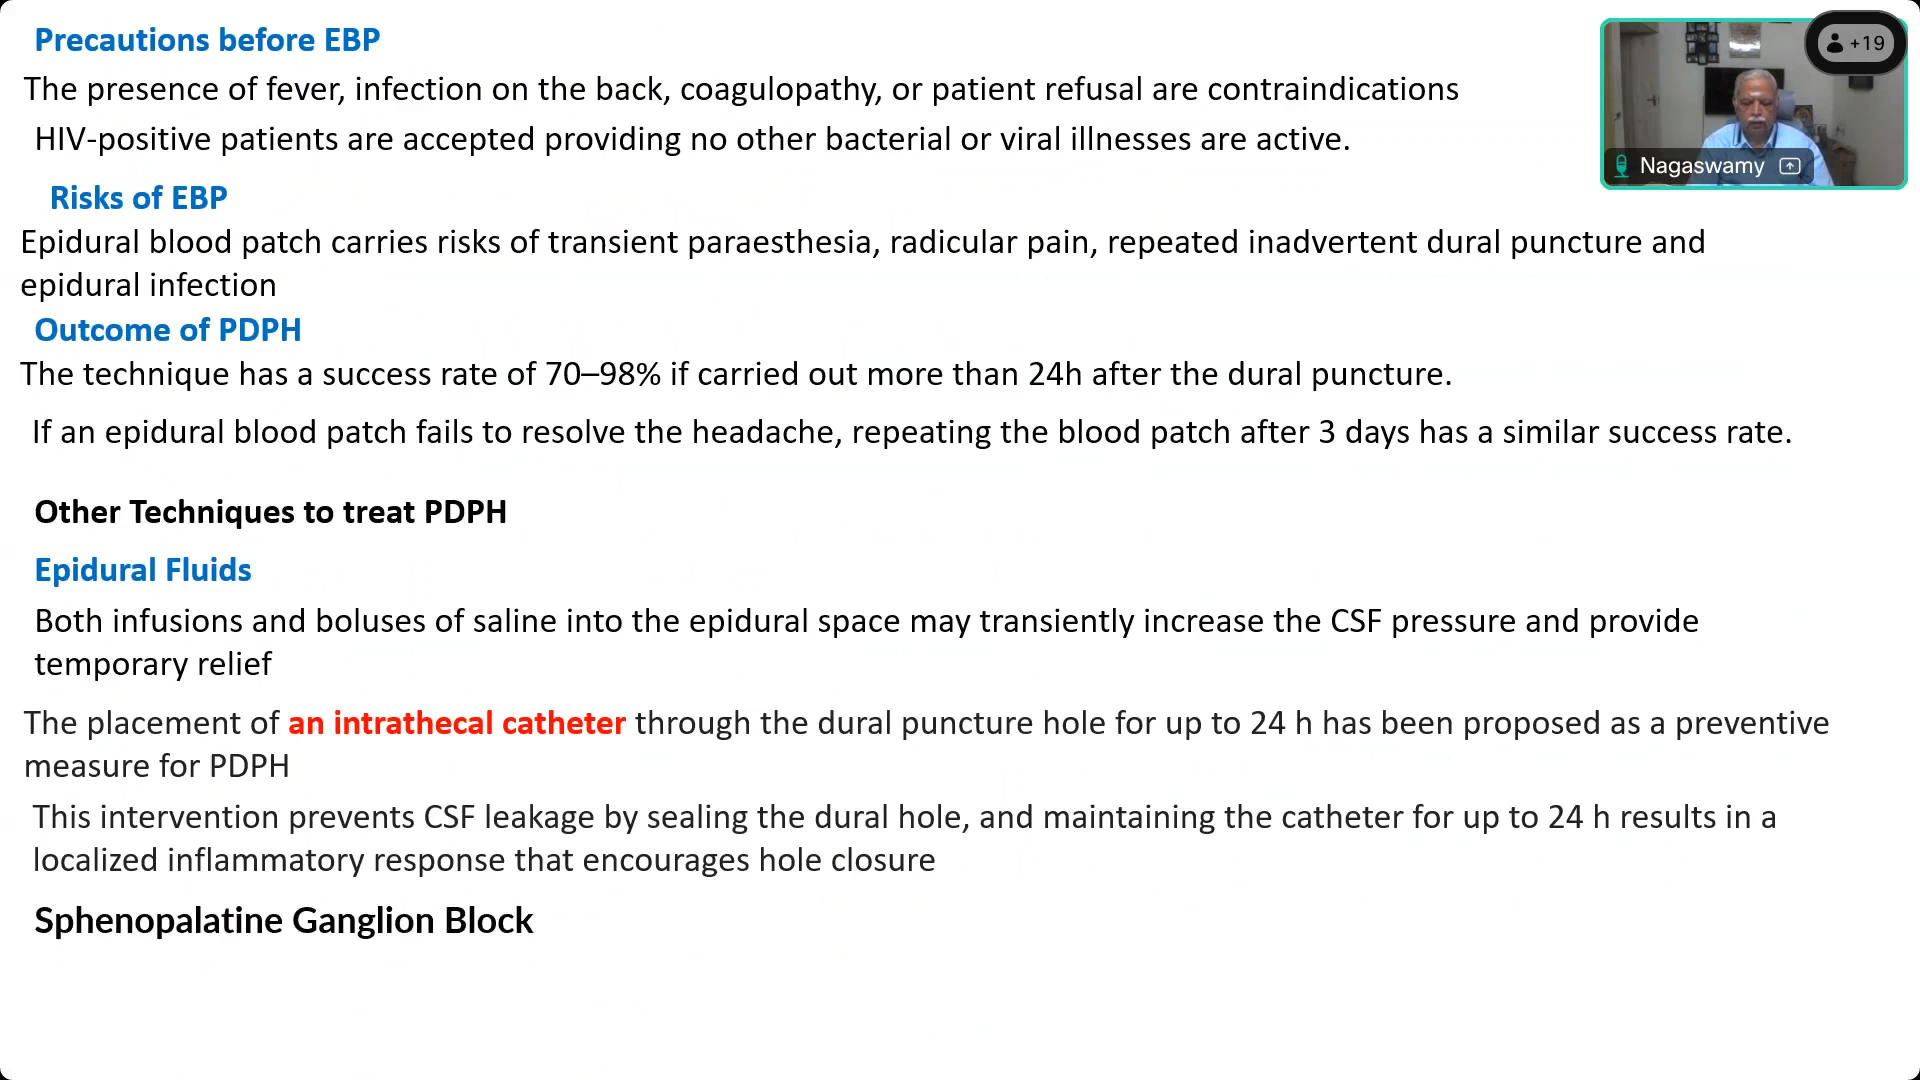 Precautions before EBP
The presence of fever, infection on the back, coagulopathy, or patient refusal are contraindications
HIV-positive patients are accepted providing no other bacterial or viral illnesses are active.
Risks of EBP
Epidural blood patch carries risks of transient paraesthesia, radicular pain, repeated inadvertent dural puncture and
epidural infection
Outcome of PDPH
The technique has a success rate of 70–98% if carried out more than 24h after the dural puncture.
If an epidural blood patch fails to resolve the headache, repeating the blood patch after 3 days has a similar success rate.
Other Techniques to treat PDPH
Epidural Fluids
Both infusions and boluses of saline into the epidural space may transiently increase the CSF pressure and provide
temporary relief
The placement of an intrathecal catheter through the dural puncture hole for up to 24 h has been proposed as a preventive
measure for PDPH
This intervention prevents CSF leakage by sealing the dural hole, and maintaining the catheter for up to 24 h results in a
localized inflammatory response that encourages hole closure
Sphenopalatine Ganglion Block
+19
Nagaswamy